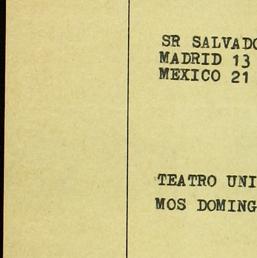 SR SALVADO
MADRID 13
MEXICO 21
TEATRO UNI
MOS DOMING